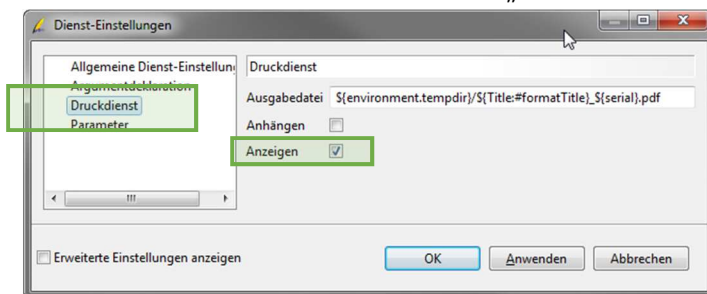 „
Dienst-Einstellungen
Allgemeine Dienst-Einstellun
Argumentdeklaration
Druckdienst
Parameter
Druckdienst
Ausgabedatei ${environment.tempdir}/${Title:#formatTitle}_${serial}.pdf
Anhängen
Anzeigen
Erweiterte Einstellungen anzeigen
OK Anwenden Abbrechen